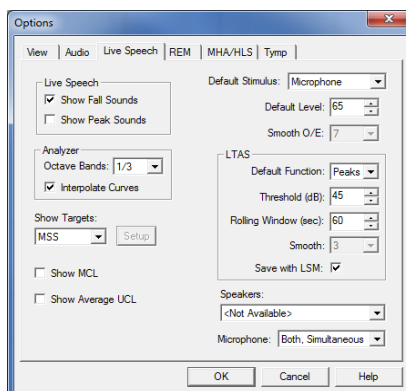 Options
View Audio Live Speech REM MHA/HLS Tymp
Live Speech
Show Fall Sounds
Show Peak Sounds
Analyzer
Octave Bands: 1/3
Interpolate Curves
Show Targets:
MSS Setup
Show MCL
Show Average UCL
Default Stimulus: Microphone
Default Level: 65
Smooth O/E: 7
LTAS
Default Function: Peaks
Threshold (dB): 45
Rolling Window (sec): 60
Smooth: 3
Save with LSM:
Speakers:
<Not Available>
Microphone: Both, Simultaneous
OK Cancel Help